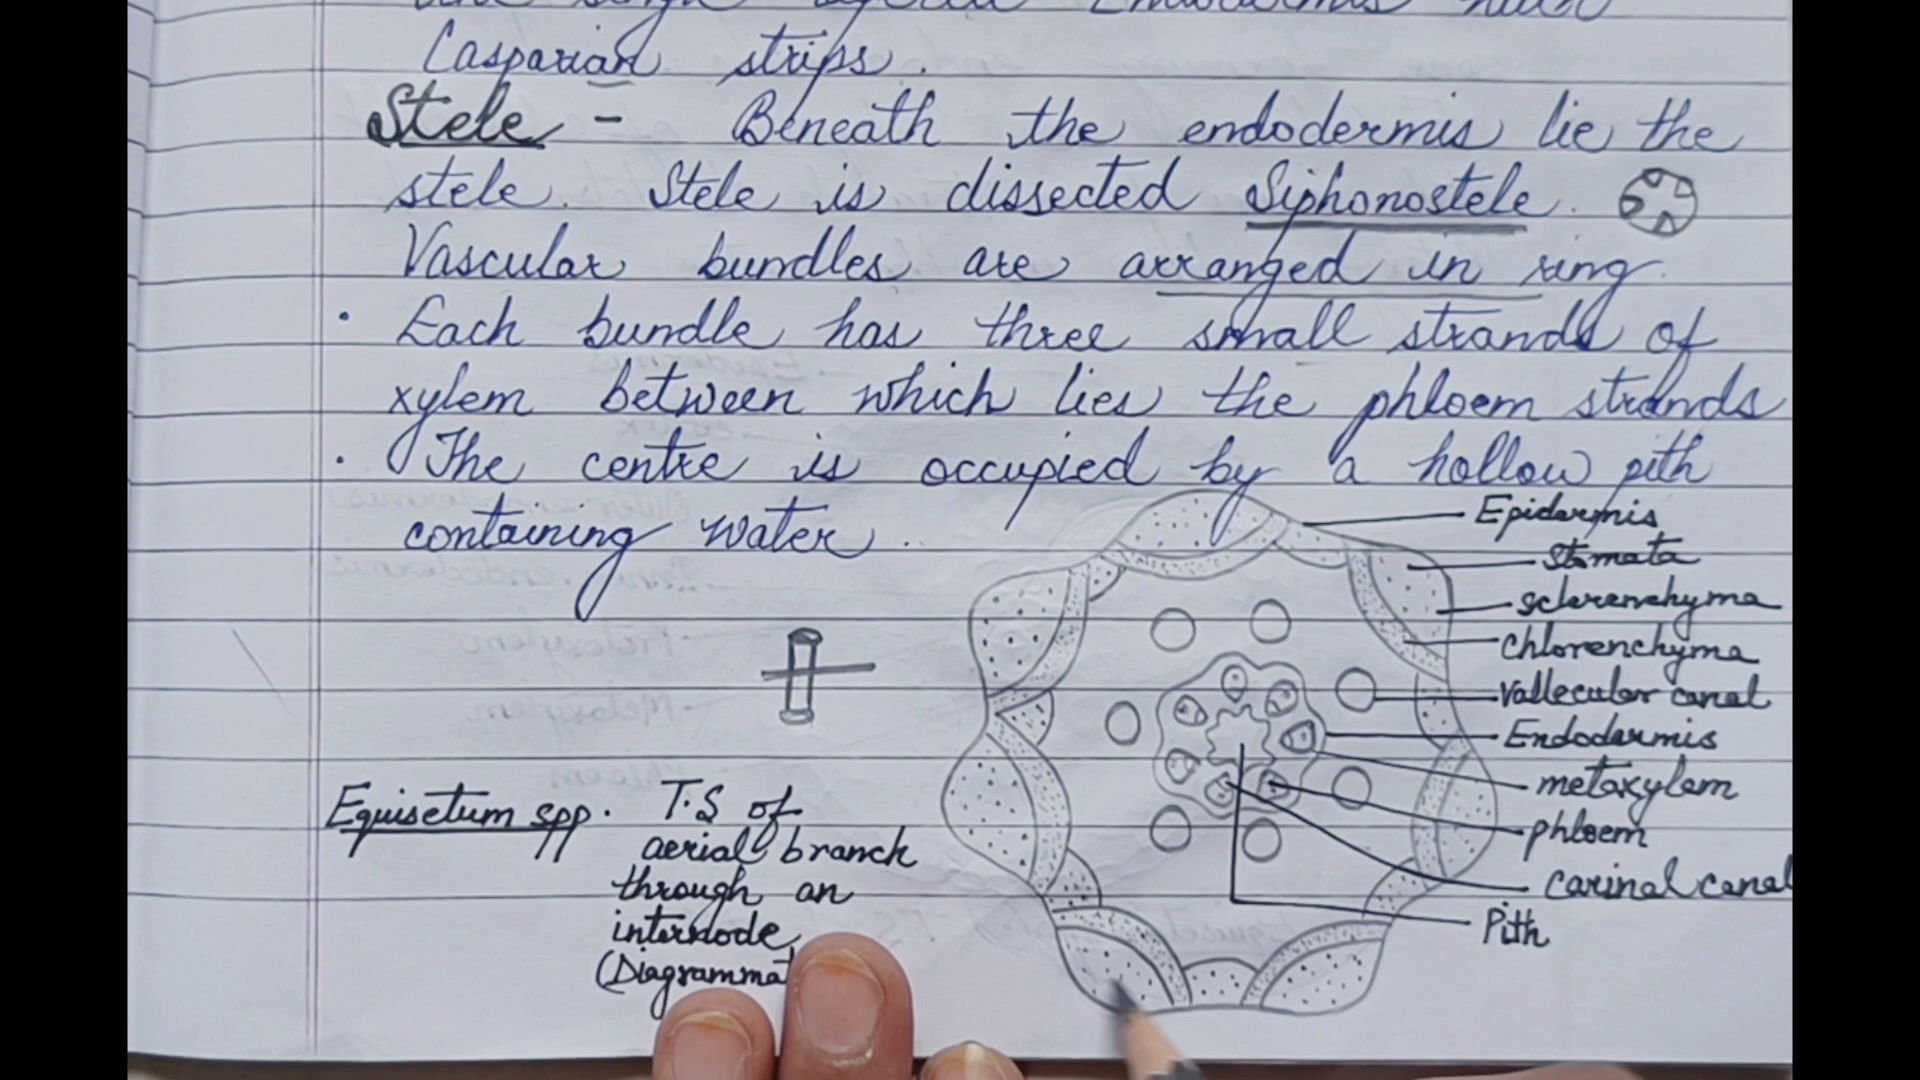 Casparian strips.
Stele - Beneath the endodermis lie the
stele. Stele is dissected Siphonostele.
Vascular bundles are arranged in ring.
· Each bundle has three small strands of
xylem between which lies the phloem strands
· The centre is occupied by a hollow pith
containing water.
Epidermis
Stomata
sclerenchyma
Chlorenchyma
Vallecular canal
Endodermis
metaxylem
phloem
Carinal canal
Pith
Equisetum spp. T.S of
aerial branch
through an
internode
(Diagrammat